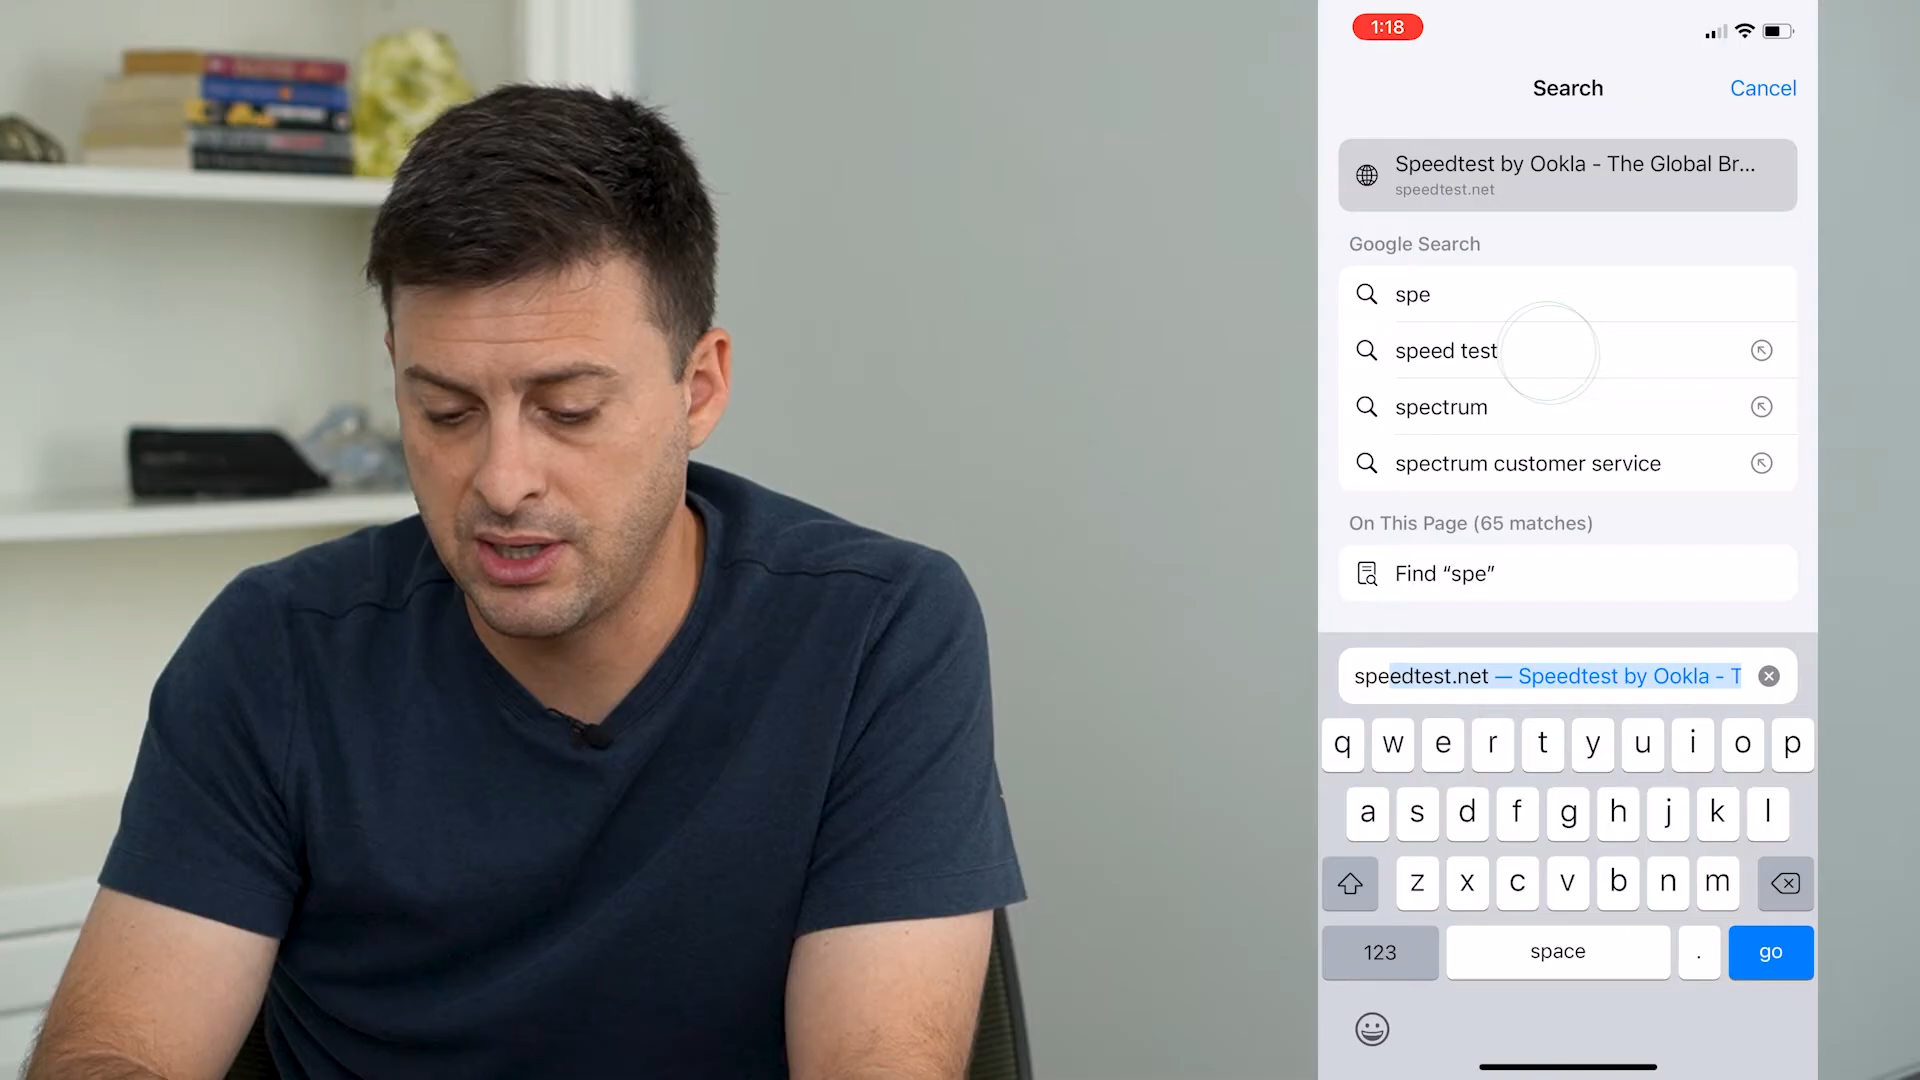 1:18
Search
Cancel
Speedtest by Ookla - The Global Br...
speedtest.net
Google Search
spe
speed test
spectrum
spectrum customer service
On This Page (65 matches)
Find “spe”
speedtest.net — Speedtest by Ookla - T
q w e r t y u i o p
a s d f g h j k l
z x c v b n m
123 space . go